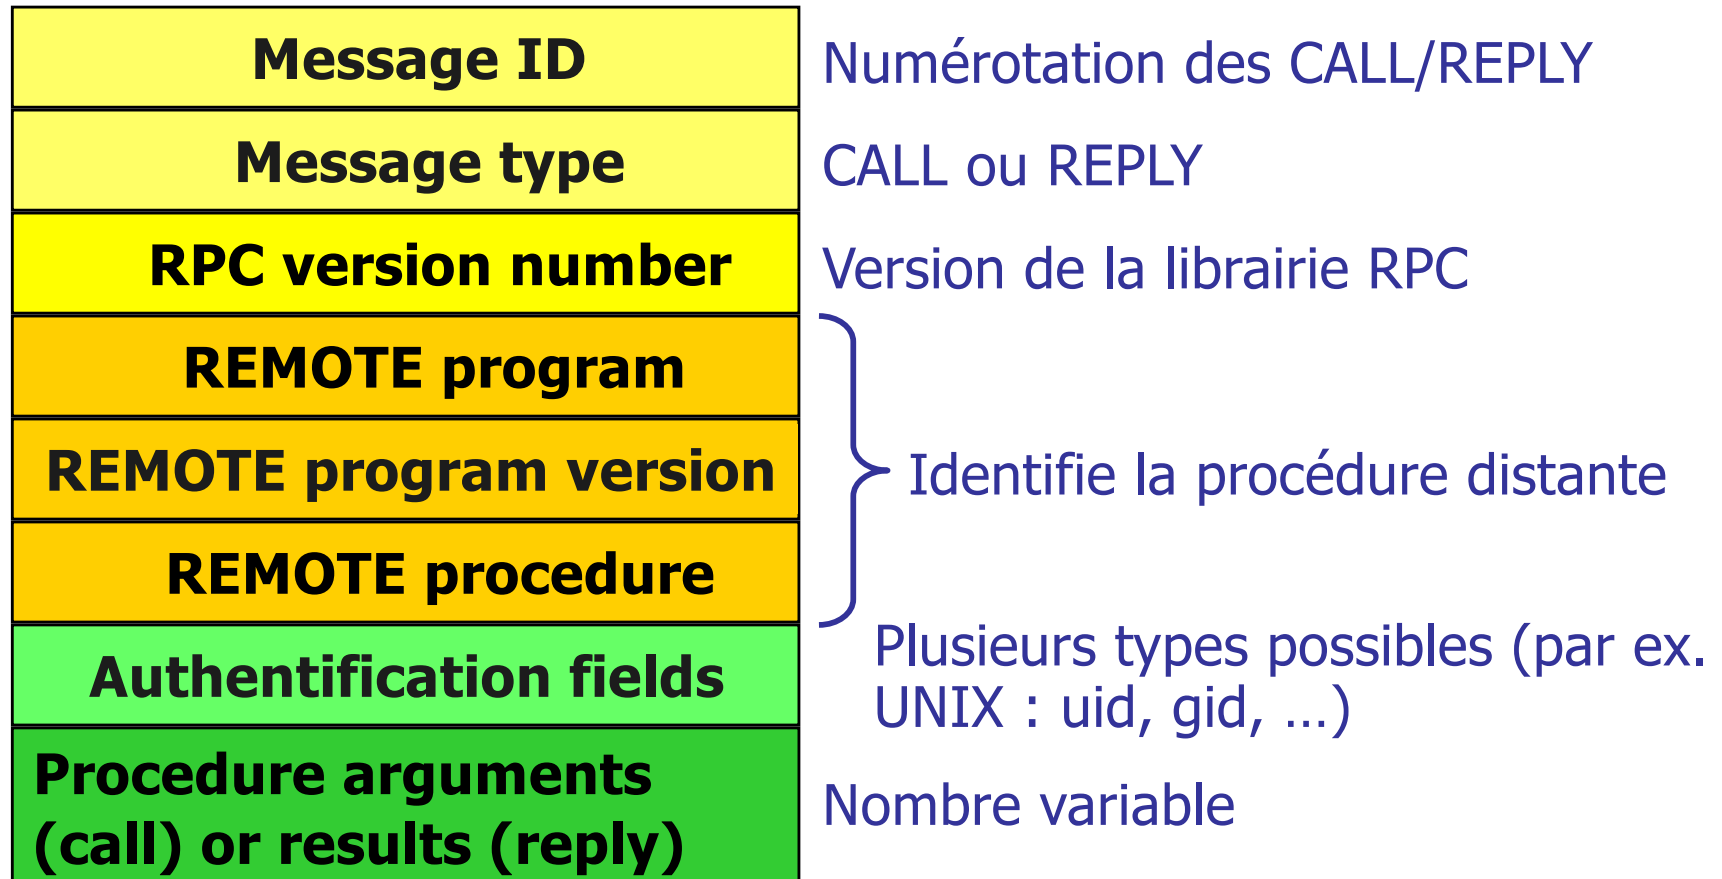 Message ID
Numérotation des CALL/REPLY
Message type
CALL ou REPLY
RPC version number
Version de la librairie RPC
REMOTE program
REMOTE program version
Identifie la procédure distante
REMOTE procedure
Authentification fields
Plusieurs types possibles (par ex.
UNIX : uid, gid, …)
Procedure arguments
(call) or results (reply)
Nombre variable